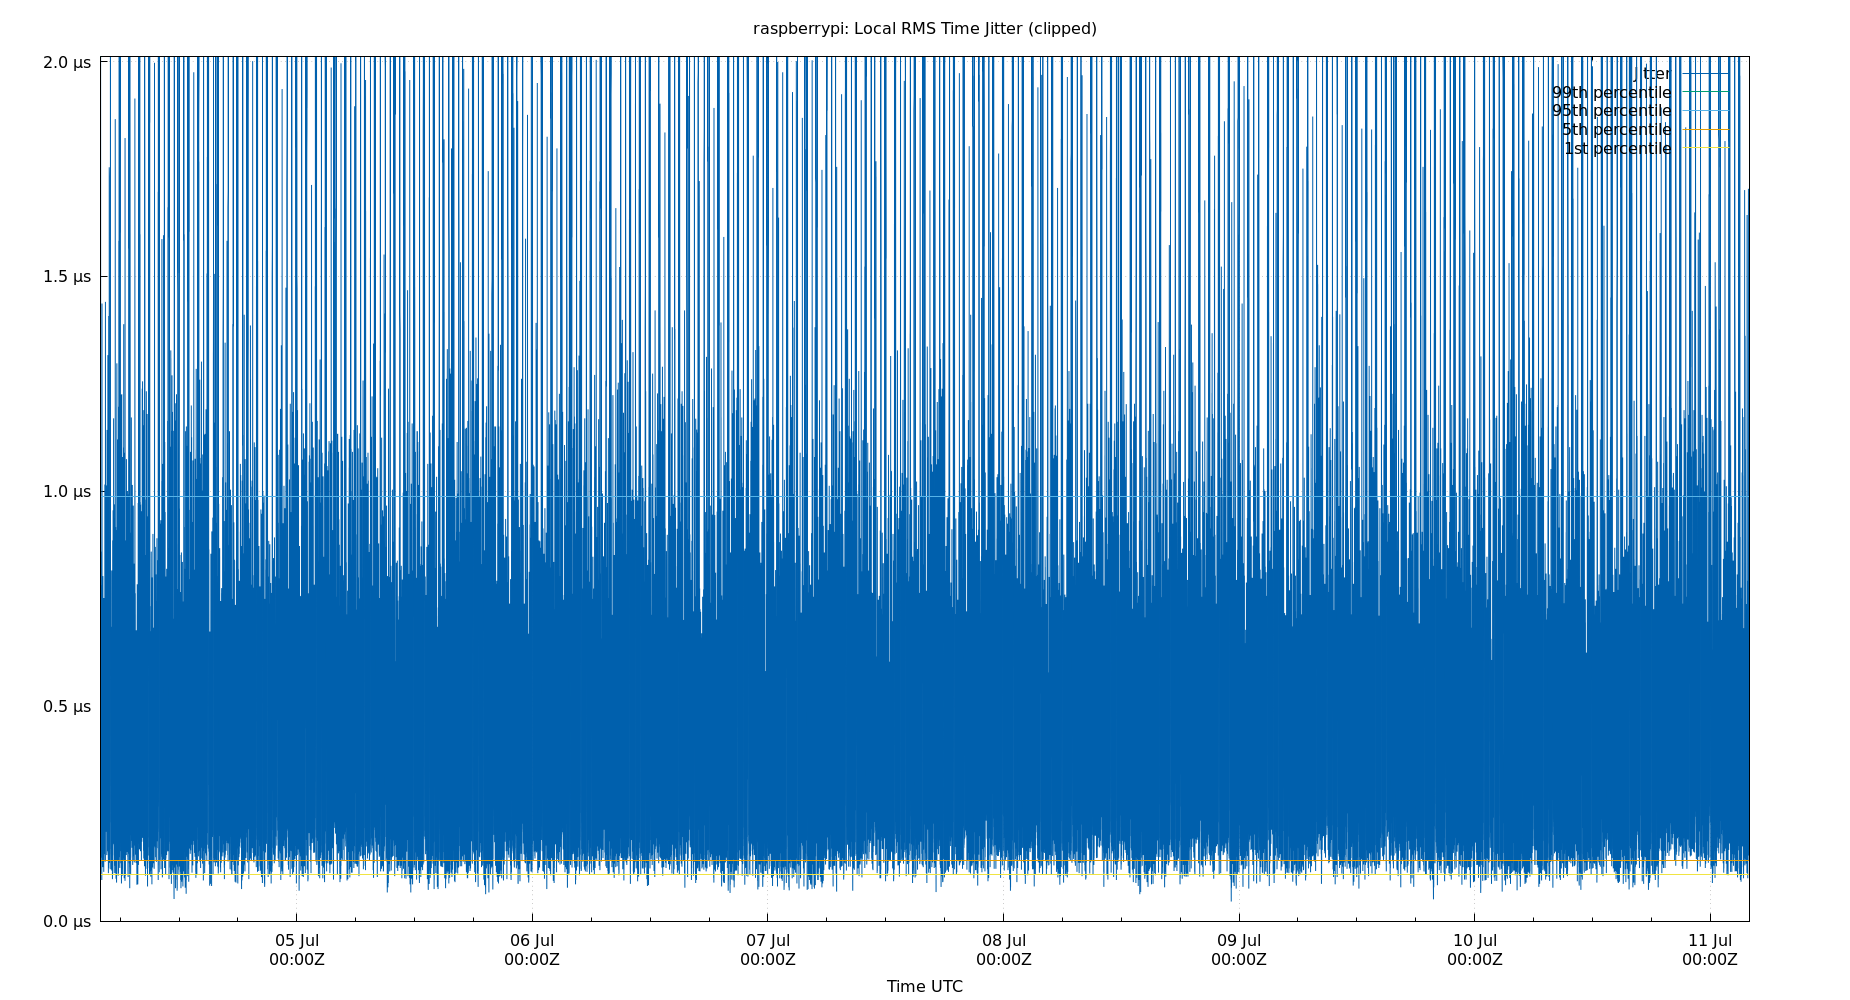 raspberrypi: Local RMS Time Jitter (clipped)
2.0 µs
1.5 µs
1.0 µs
0.5 µs
0.0 µs
Jitter
99th percentile
95th percentile
5th percentile
1st percentile
05 Jul 06 Jul 07 Jul 08 Jul 09 Jul 10 Jul 11 Jul
00:00Z 00:00Z 00:00Z 00:00Z 00:00Z 00:00Z 00:00Z
Time UTC